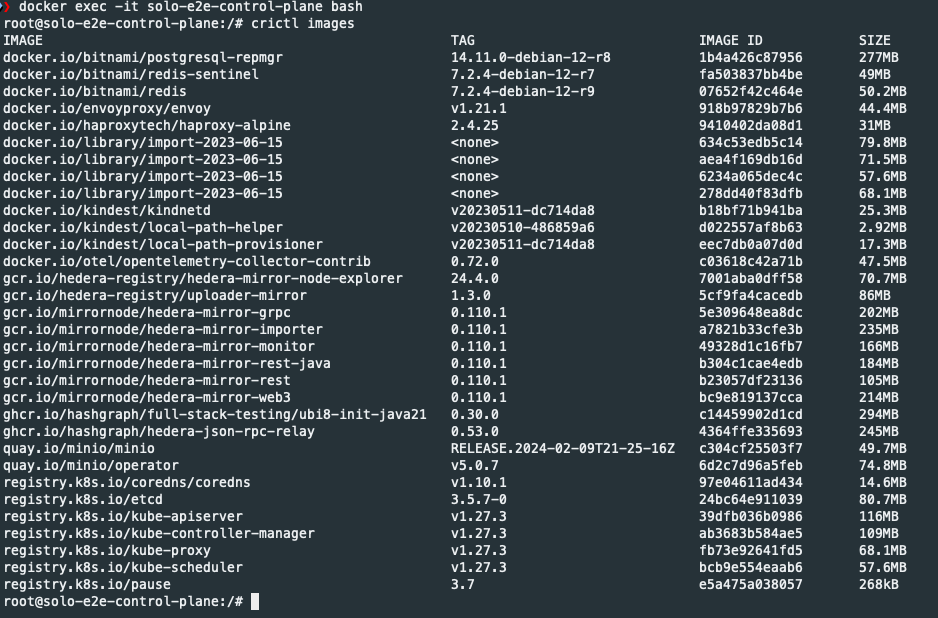 ❯ docker exec -it solo-e2e-control-plane bash
root@solo-e2e-control-plane:/# crictl images
IMAGE TAG IMAGE ID SIZE
docker.io/bitnami/postgresql-repmgr 14.11.0-debian-12-r8 1b4a426c87956 277MB
docker.io/bitnami/redis-sentinel 7.2.4-debian-12-r7 fa503837bb4be 49MB
docker.io/bitnami/redis 7.2.4-debian-12-r9 07652f42c464e 50.2MB
docker.io/envoyproxy/envoy v1.21.1 918b97829b7b6 44.4MB
docker.io/haproxytech/haproxy-alpine 2.4.25 9410402da08d1 31MB
docker.io/library/import-2023-06-15 <none> 634c53edb5c14 79.8MB
docker.io/library/import-2023-06-15 <none> aea4f169db16d 71.5MB
docker.io/library/import-2023-06-15 <none> 6234a065dec4c 57.6MB
docker.io/library/import-2023-06-15 <none> 278dd40f83dfb 68.1MB
docker.io/kindest/kindnetd v20230511-dc714da8 b18bf71b941ba 25.3MB
docker.io/kindest/local-path-helper v20230510-486859a6 d022557af8b63 2.92MB
docker.io/kindest/local-path-provisioner v20230511-dc714da8 eec7db0a07d0d 17.3MB
docker.io/otel/opentelemetry-collector-contrib 0.72.0 c03618c42a71b 47.5MB
gcr.io/hedera-registry/hedera-mirror-node-explorer 24.4.0 7001aba0dff58 70.7MB
gcr.io/hedera-registry/uploader-mirror 1.3.0 5cf9fa4cacedb 86MB
gcr.io/mirrornode/hedera-mirror-grpc 0.110.1 5e309648ea8dc 202MB
gcr.io/mirrornode/hedera-mirror-importer 0.110.1 a7821b33cfe3b 235MB
gcr.io/mirrornode/hedera-mirror-monitor 0.110.1 49328d1c16fb7 166MB
gcr.io/mirrornode/hedera-mirror-rest-java 0.110.1 b304c1cae4edb 184MB
gcr.io/mirrornode/hedera-mirror-rest 0.110.1 b23057df23136 105MB
gcr.io/mirrornode/hedera-mirror-web3 0.110.1 bc9e819137cca 214MB
ghcr.io/hashgraph/full-stack-testing/ubi8-init-java21 0.30.0 c14459902d1cd 294MB
ghcr.io/hashgraph/hedera-json-rpc-relay 0.53.0 4364ffe335693 245MB
quay.io/minio/minio RELEASE.2024-02-09T21-25-16Z c304cf25503f7 49.7MB
quay.io/minio/operator v5.0.7 6d2c7d96a5feb 74.8MB
registry.k8s.io/coredns/coredns v1.10.1 97e04611ad434 14.6MB
registry.k8s.io/etcd 3.5.7-0 24bc64e911039 80.7MB
registry.k8s.io/kube-apiserver v1.27.3 39dfb036b0986 116MB
registry.k8s.io/kube-controller-manager v1.27.3 ab3683b584ae5 109MB
registry.k8s.io/kube-proxy v1.27.3 fb73e92641fd5 68.1MB
registry.k8s.io/kube-scheduler v1.27.3 bcb9e554eaab6 57.6MB
registry.k8s.io/pause 3.7 e5a475a038057 268kB
root@solo-e2e-control-plane:/#